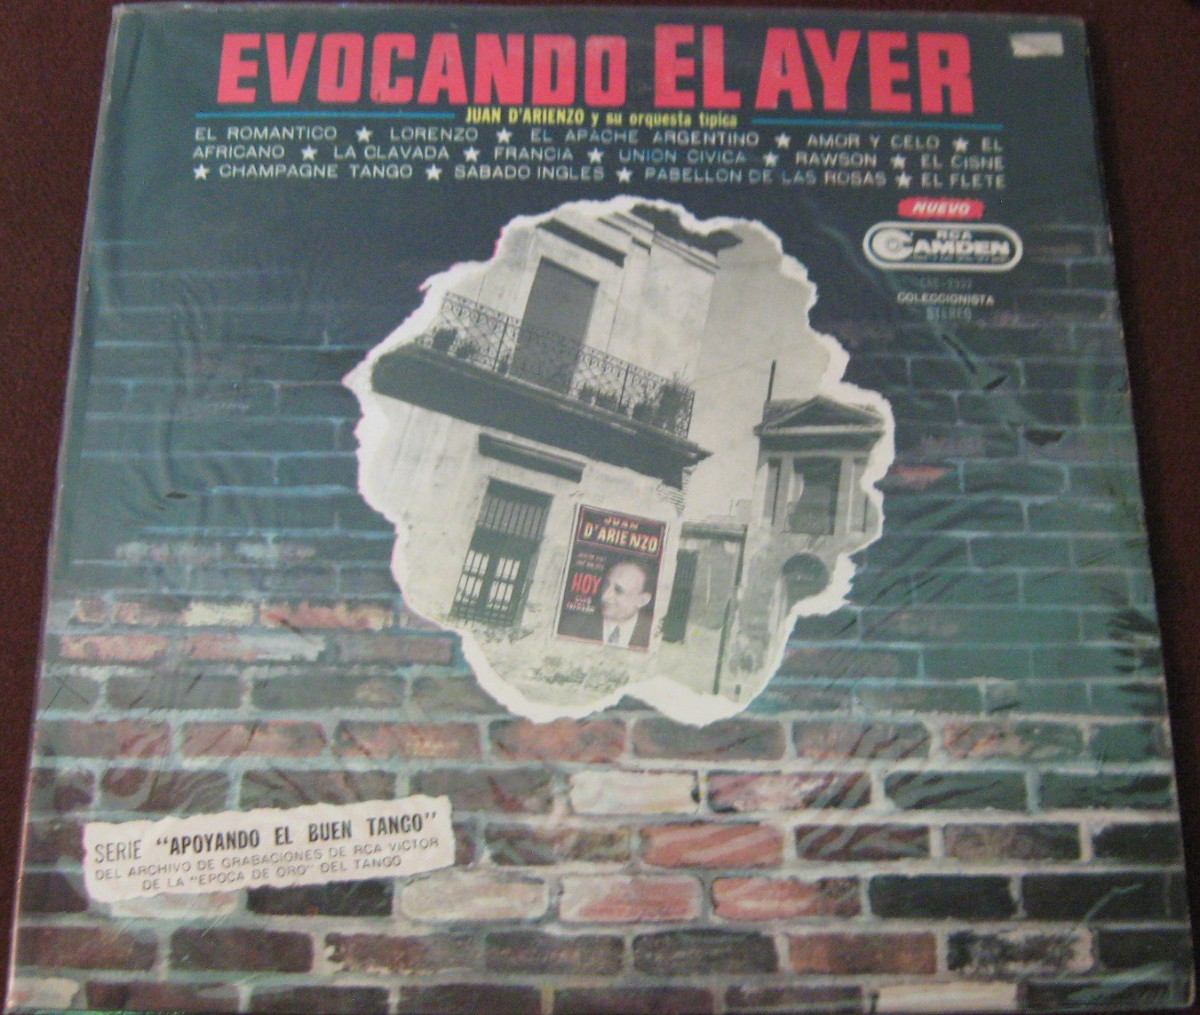 EVOCANDO EL AYER
JUAN D'ARIENZO y su orquesta típica
EL ROMANTICO ★ LORENZO ★ EL APACHE ARGENTINO ★ AMOR Y CELO ★ EL
AFRICANO ★ LA CLAVADA ★ FRANCIA ★ UNION CIVICA ★ RAWSON ★ EL CISNE
★ CHAMPAGNE TANGO ★ SABADO INGLES ★ PABELLON DE LAS ROSAS ★ EL FLETE
NUEVO
RCA
CAMDEN
COLECCIONISTA
STEREO
JUAN
D'ARIENZO
HOY
SERIE "APOYANDO EL BUEN TANGO"
DEL ARCHIVO DE GRABACIONES DE RCA VICTOR
DE LA "EPOCA DE ORO" DEL TANGO